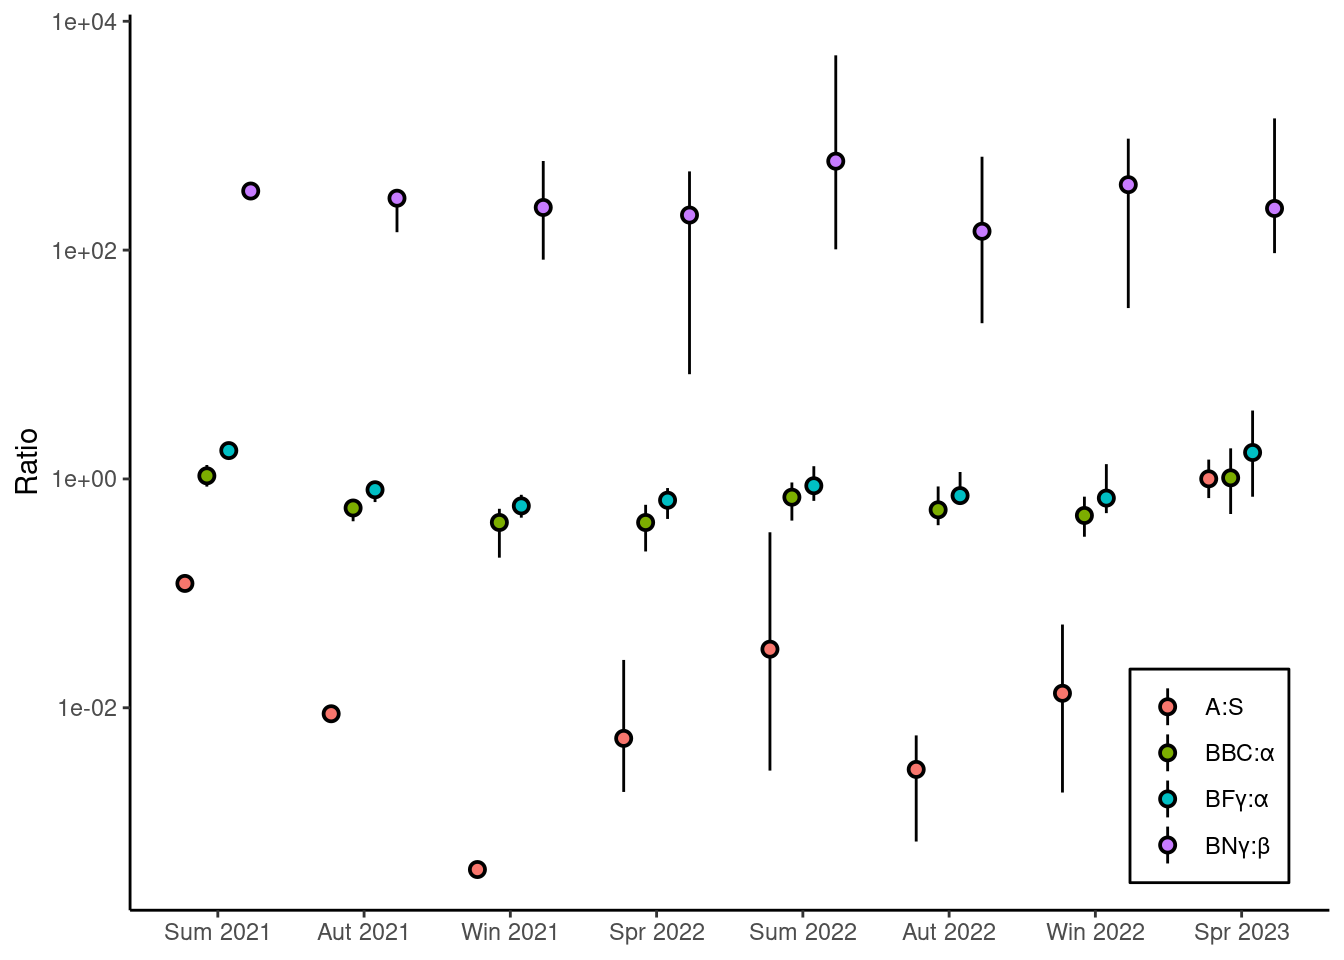 1e+04
1e+02
1e+00
1e-02
Ratio
Sum 2021
Aut 2021
Win 2021
Spr 2022
Sum 2022
Aut 2022
Win 2022
Spr 2023
A:S
BBC:α
BFγ:α
BNγ:β